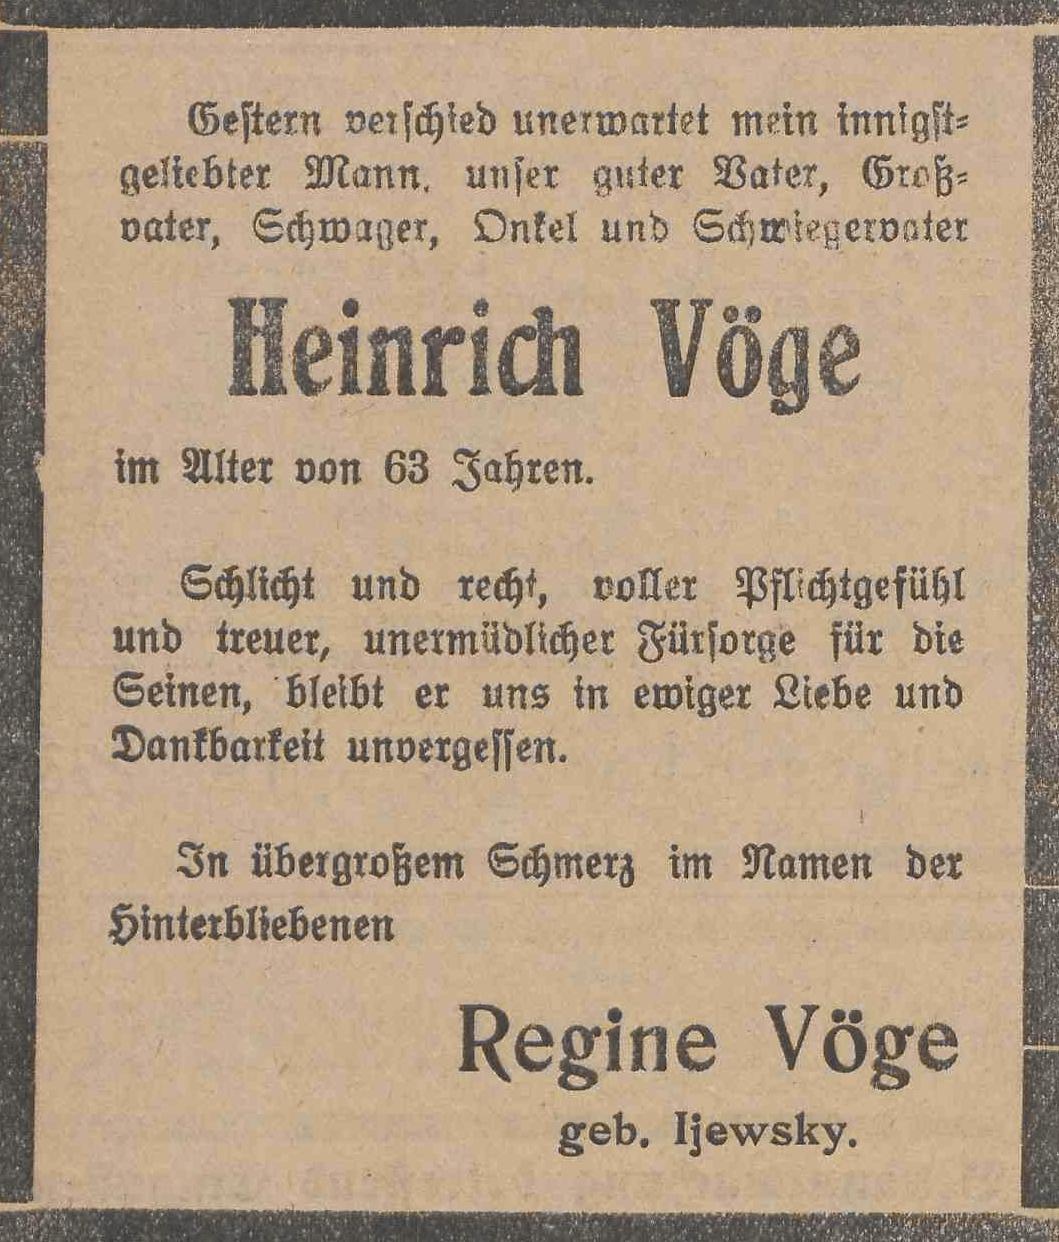 Gestern verschied unerwartet mein innigst-
geliebter Mann, unser guter Vater, Groß-
vater, Schwager, Onkel und Schwiegervater
Heinrich Vöge
im Alter von 63 Jahren.
Schlicht und recht, voller Pflichtgefühl
und treuer, unermüdlicher Fürsorge für die
Seinen, bleibt er uns in ewiger Liebe und
Dankbarkeit unvergessen.
In übergroßem Schmerz im Namen der
Hinterbliebenen
Regine Vöge
geb. Ijewsky.